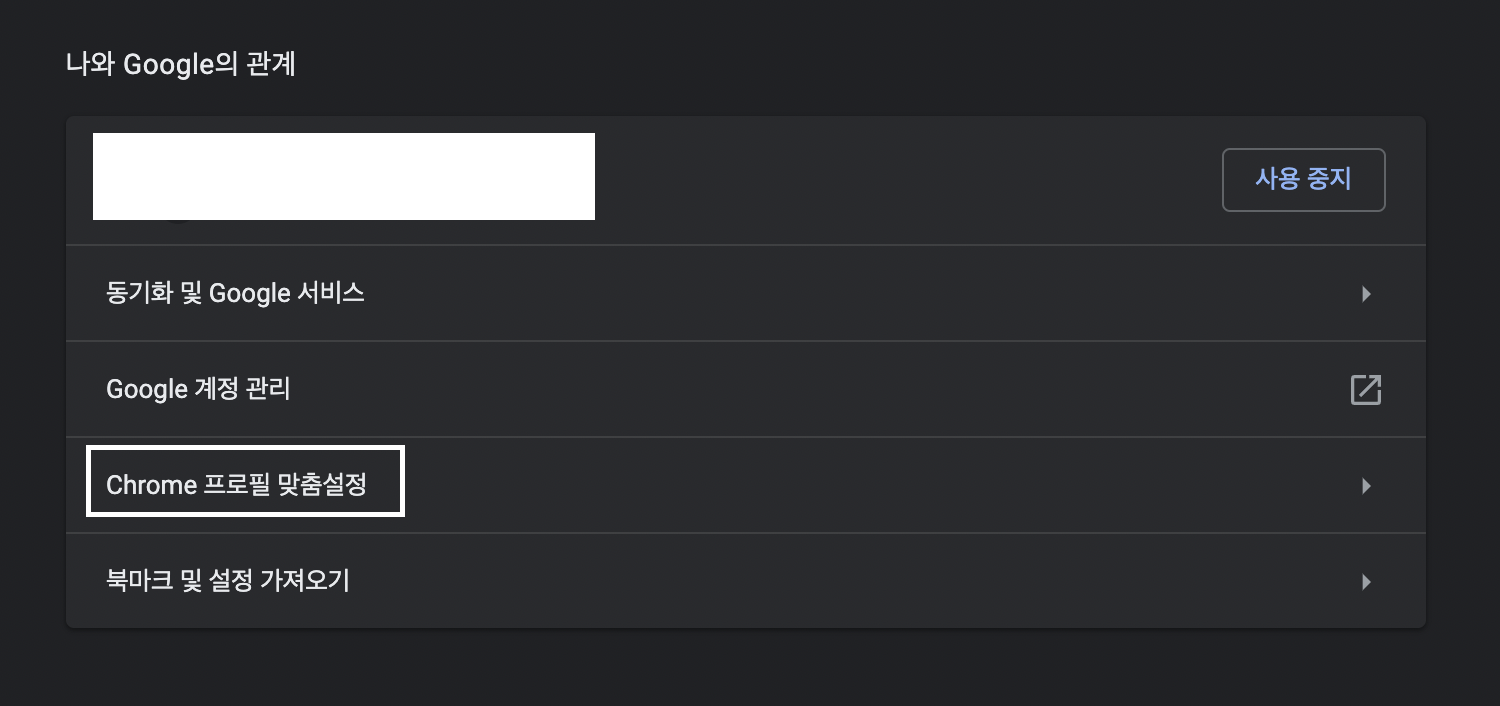 나와 Google의 관계
사용 중지
동기화 및 Google 서비스
Google 계정 관리
Chrome 프로필 맞춤설정
북마크 및 설정 가져오기